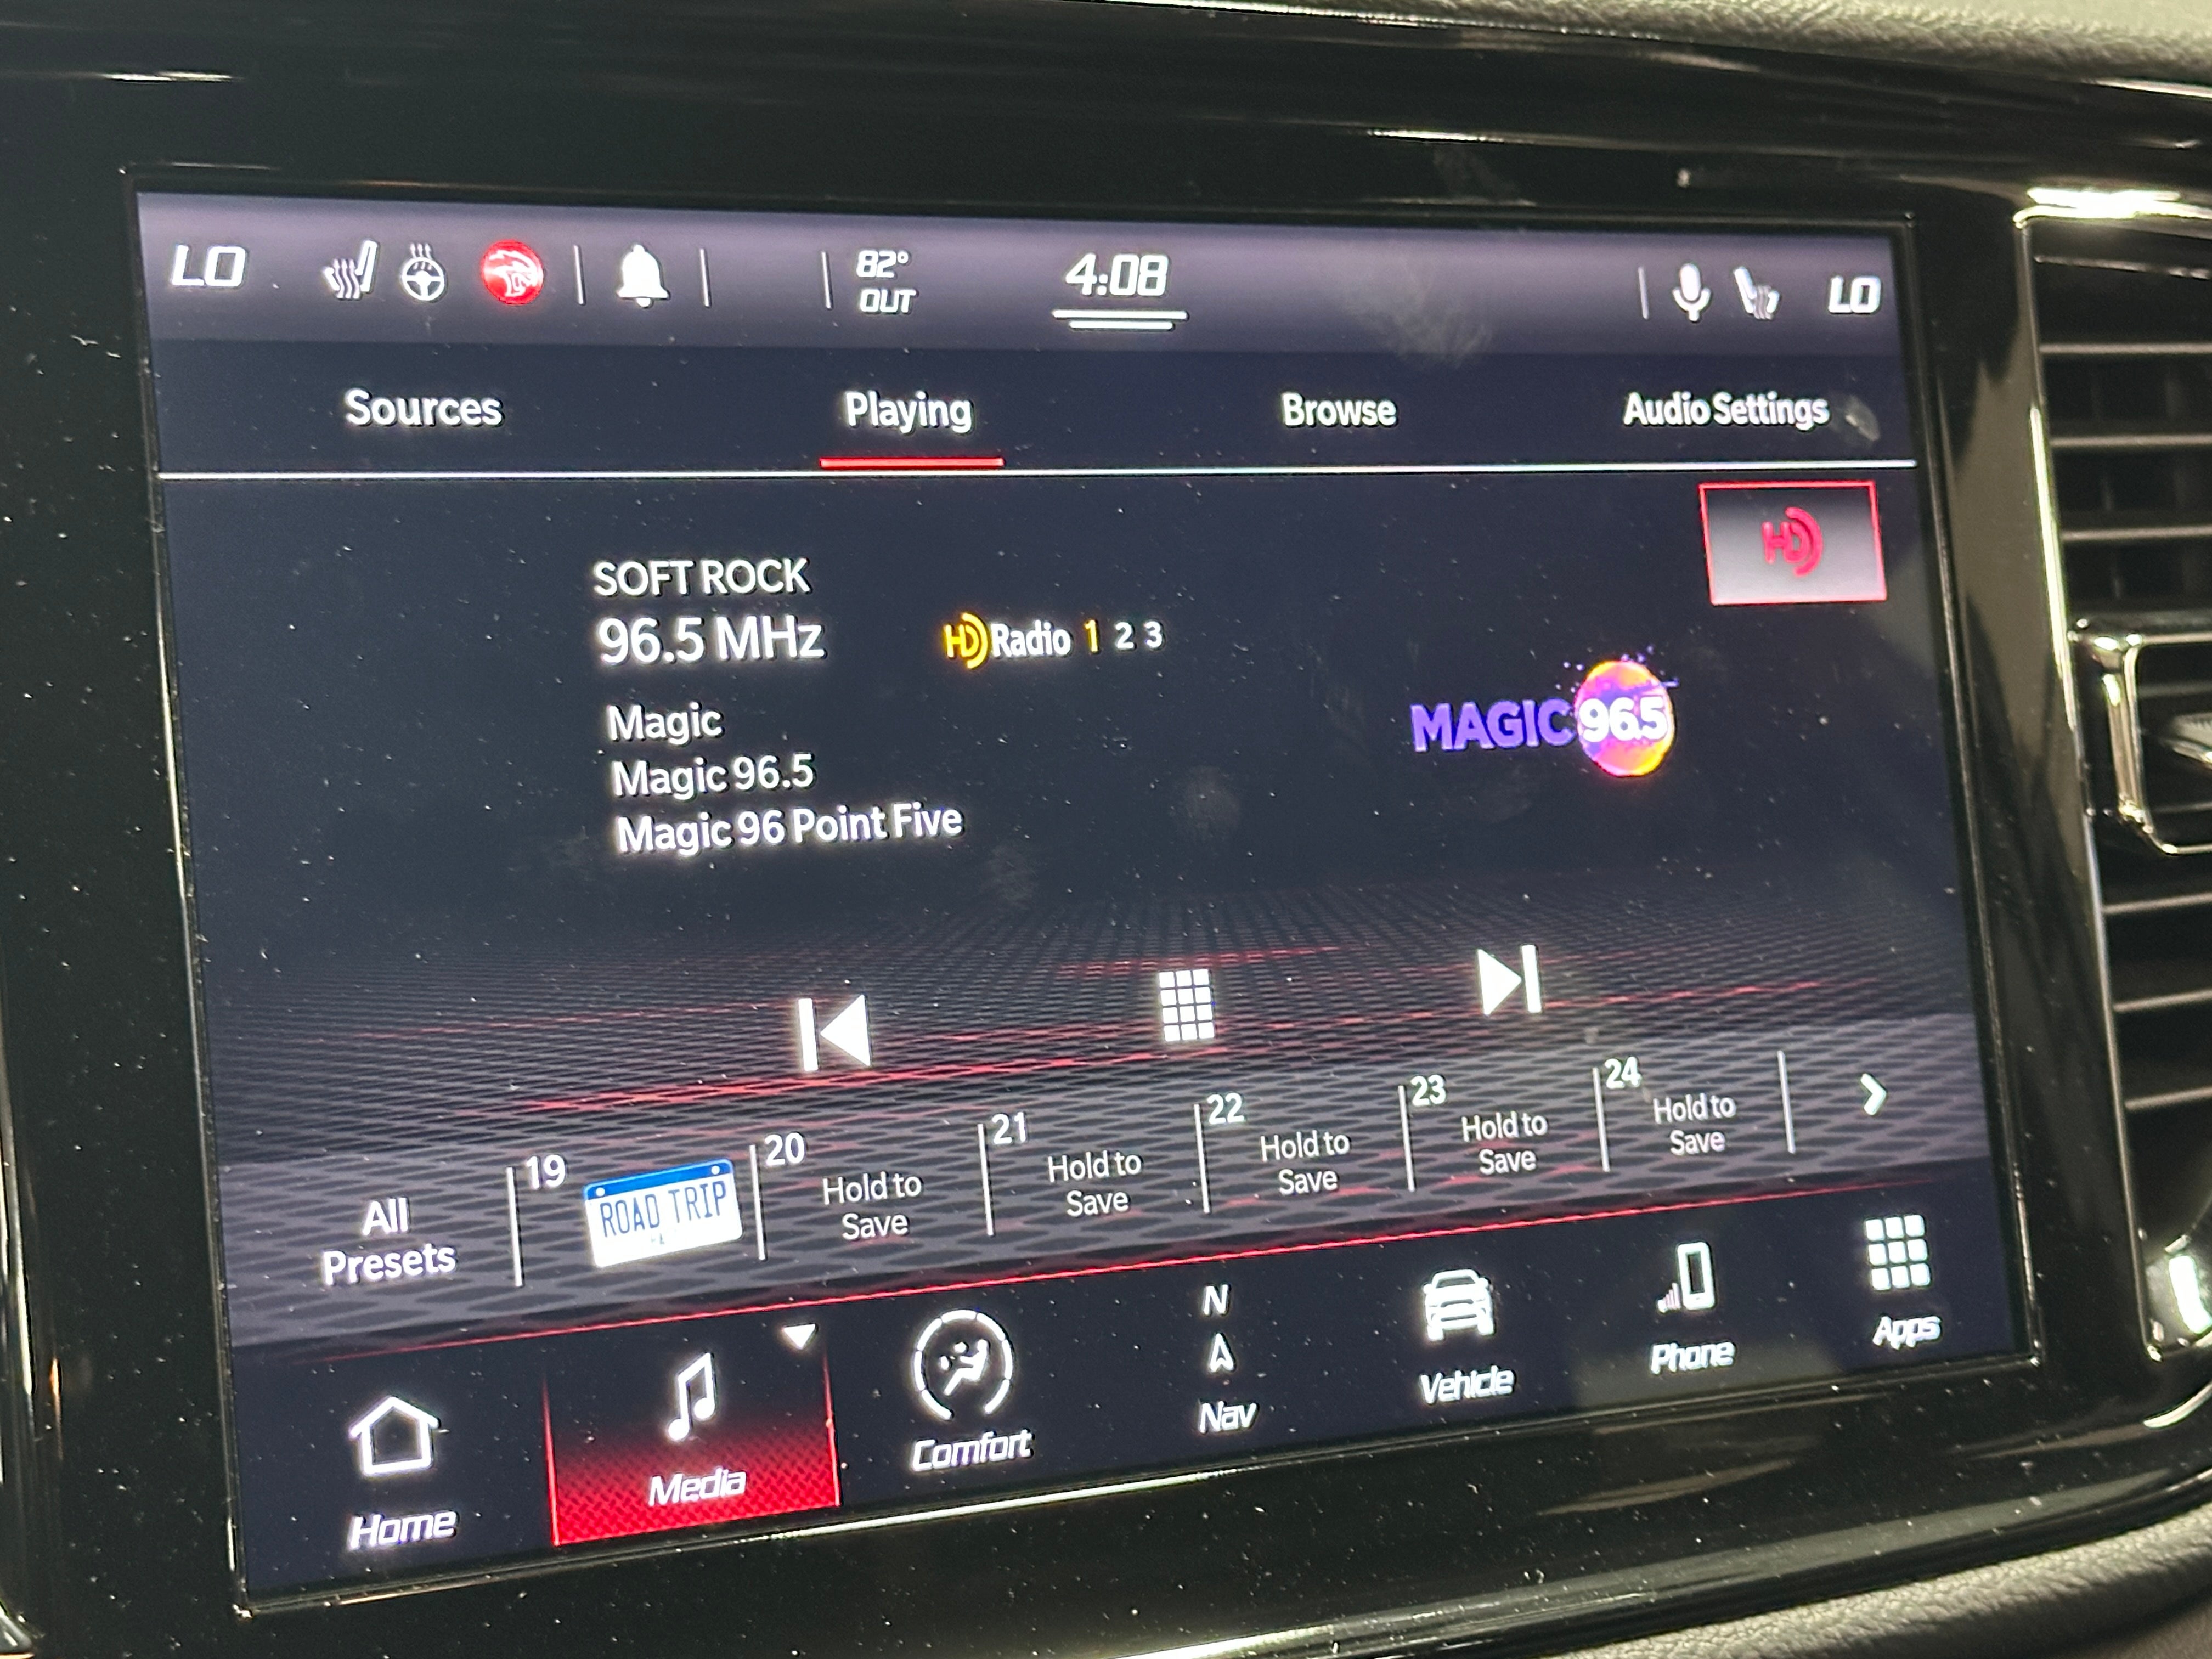 LO
82°
OUT
4:08
LO
Sources
Playing
Browse
Audio Settings
HD
SOFT ROCK
96.5 MHz
HD Radio 1 2 3
Magic
Magic 96.5
Magic 96 Point Five
MAGIC 96.5
All
Presets
19
ROAD TRIP
20
Hold to
Save
21
Hold to
Save
22
Hold to
Save
23
Hold to
Save
24
Hold to
Save
Home
Media
Comfort
N
Nav
Vehicle
Phone
Apps